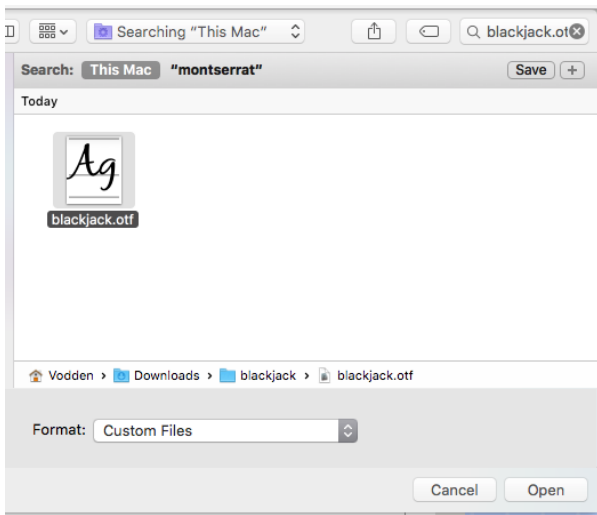 Searching “This Mac”
blackjack.ot
Search: This Mac “montserrat”
Save +
Today
Ag
blackjack.otf
Vodden › Downloads › blackjack › blackjack.otf
Format: Custom Files
Cancel Open